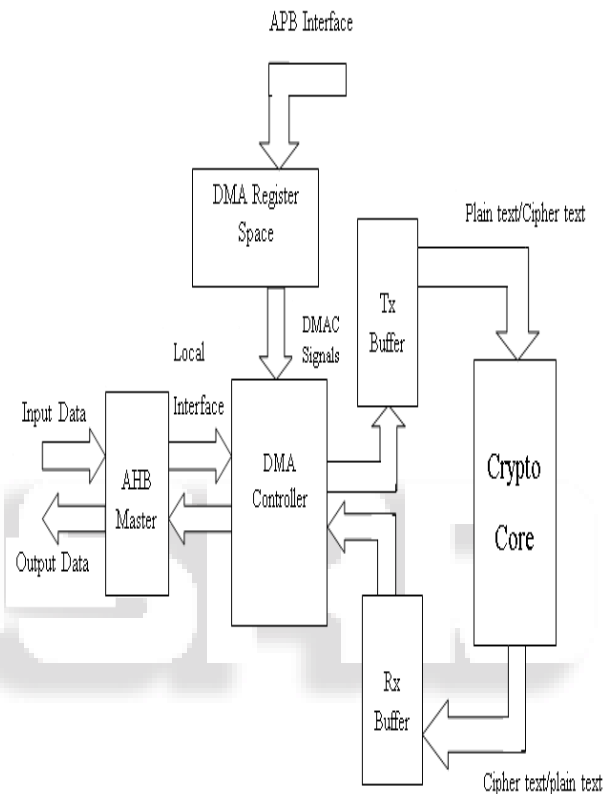 APB Interface
DMA Register
Space
Plain text/Cipher text
Tx
Buffer
DMAC
Signals
Local
Interface
Input Data
AHB
Master
Output Data
DMA
Controller
Crypto
Core
Rx
Buffer
Cipher text/plain text